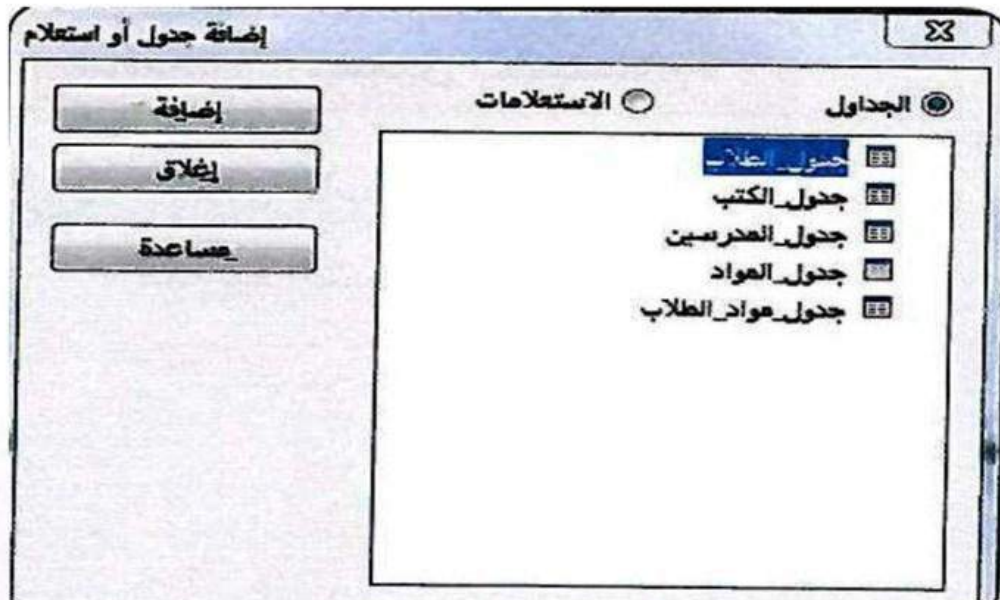 إضافة جدول أو استعلام
الجداول
الاستعلامات
جدول_الطلاب
جدول_الكتب
جدول_المدرسين
جدول_المواد
جدول_مواد_الطلاب
إضافة
إغلاق
مساعدة